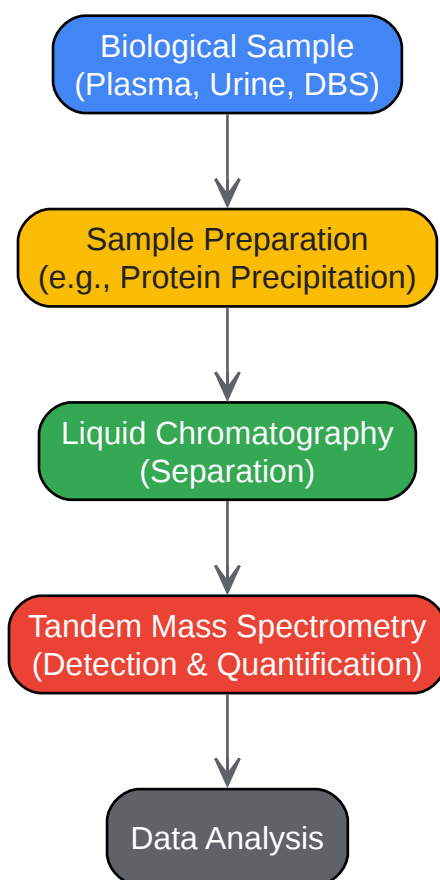 Biological Sample
(Plasma, Urine, DBS)
Sample Preparation
(e.g., Protein Precipitation)
Liquid Chromatography
(Separation)
Tandem Mass Spectrometry
(Detection & Quantification)
Data Analysis